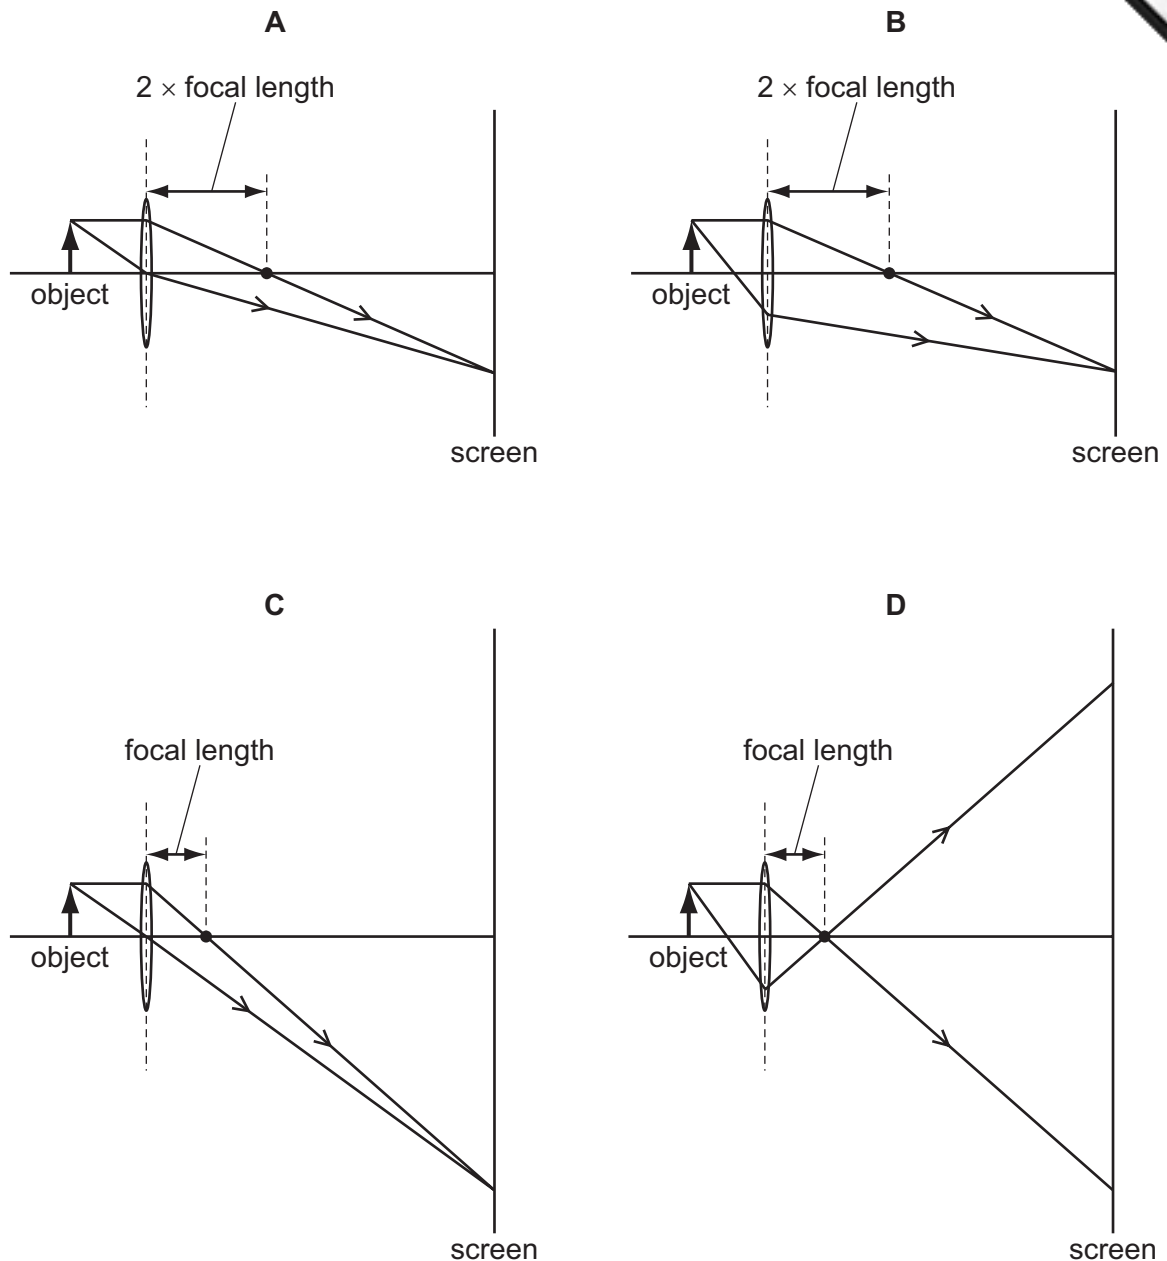 A
B
2 × focal length
2 × focal length
object
object
screen
screen
C
D
focal length
focal length
object
object
screen
screen